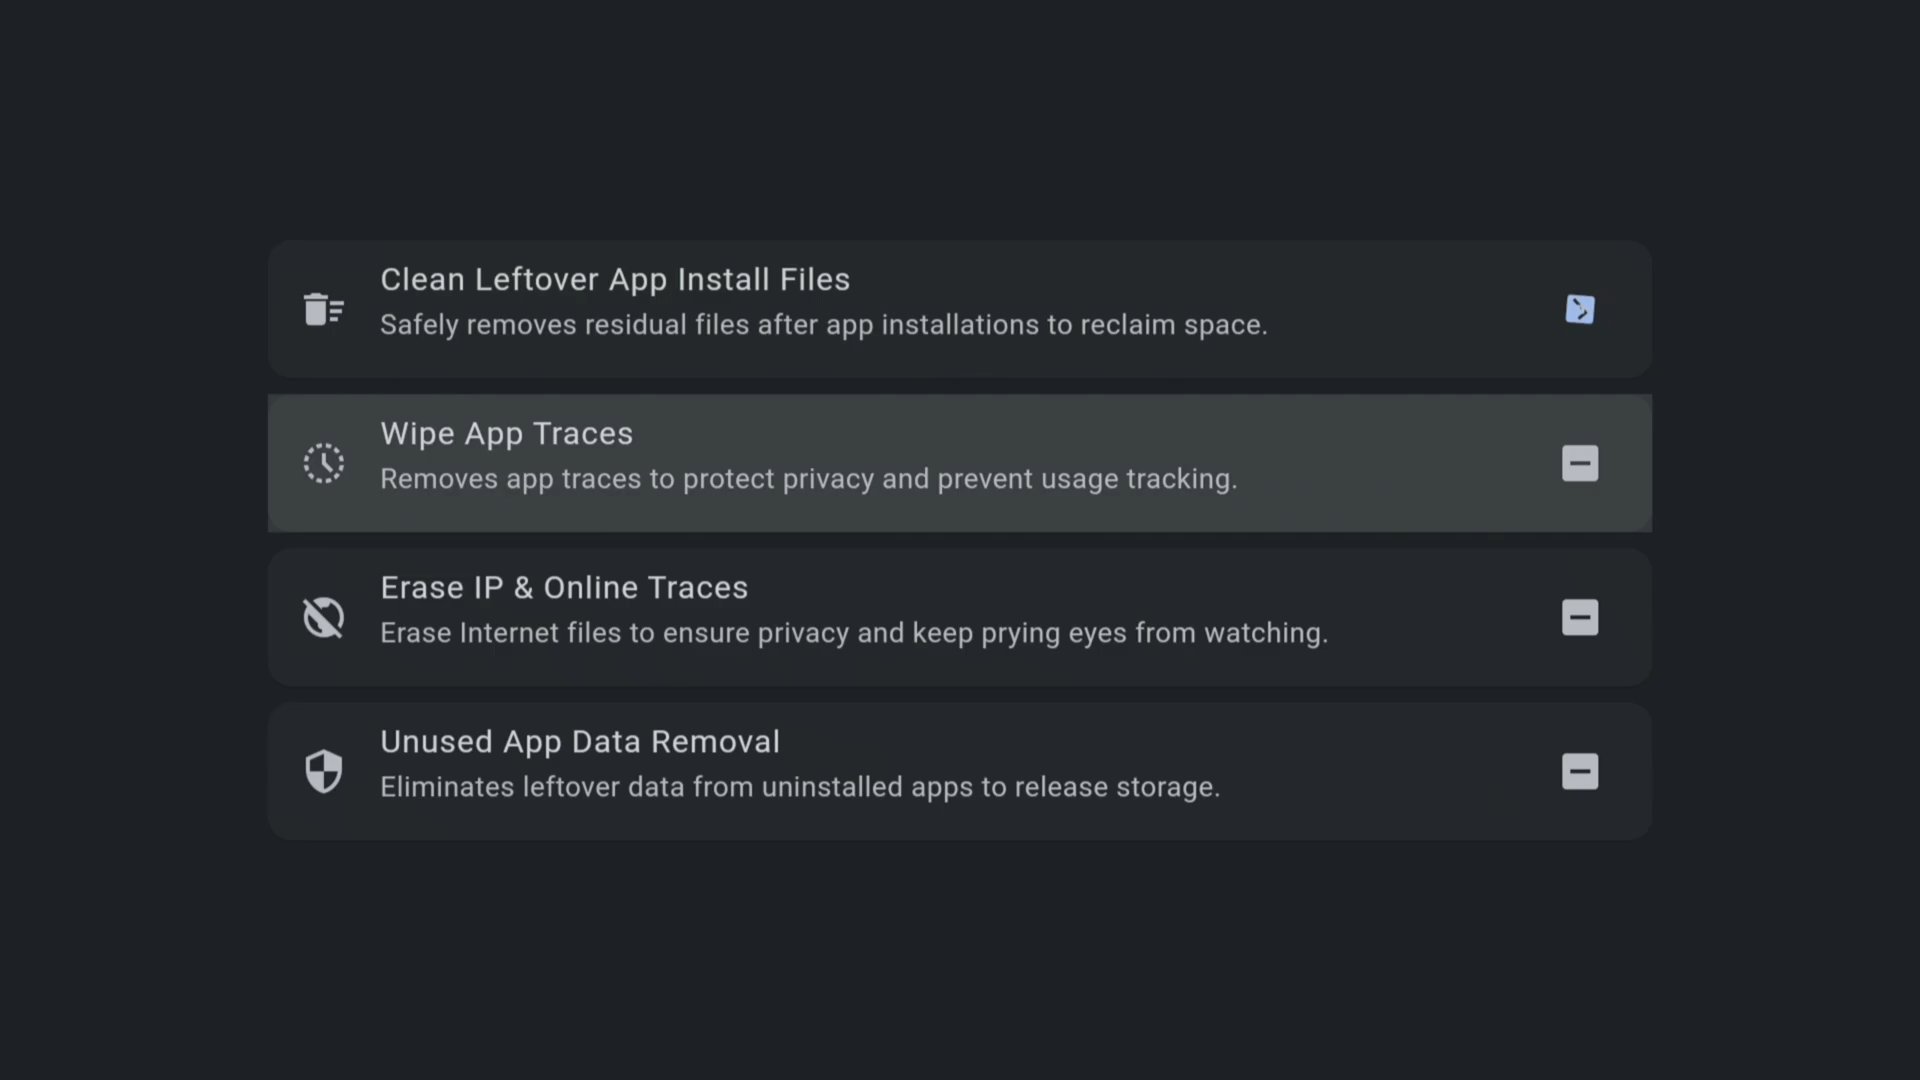 Clean Leftover App Install Files
Safely removes residual files after app installations to reclaim space.
Wipe App Traces
Removes app traces to protect privacy and prevent usage tracking.
Erase IP & Online Traces
Erase Internet files to ensure privacy and keep prying eyes from watching.
Unused App Data Removal
Eliminates leftover data from uninstalled apps to release storage.